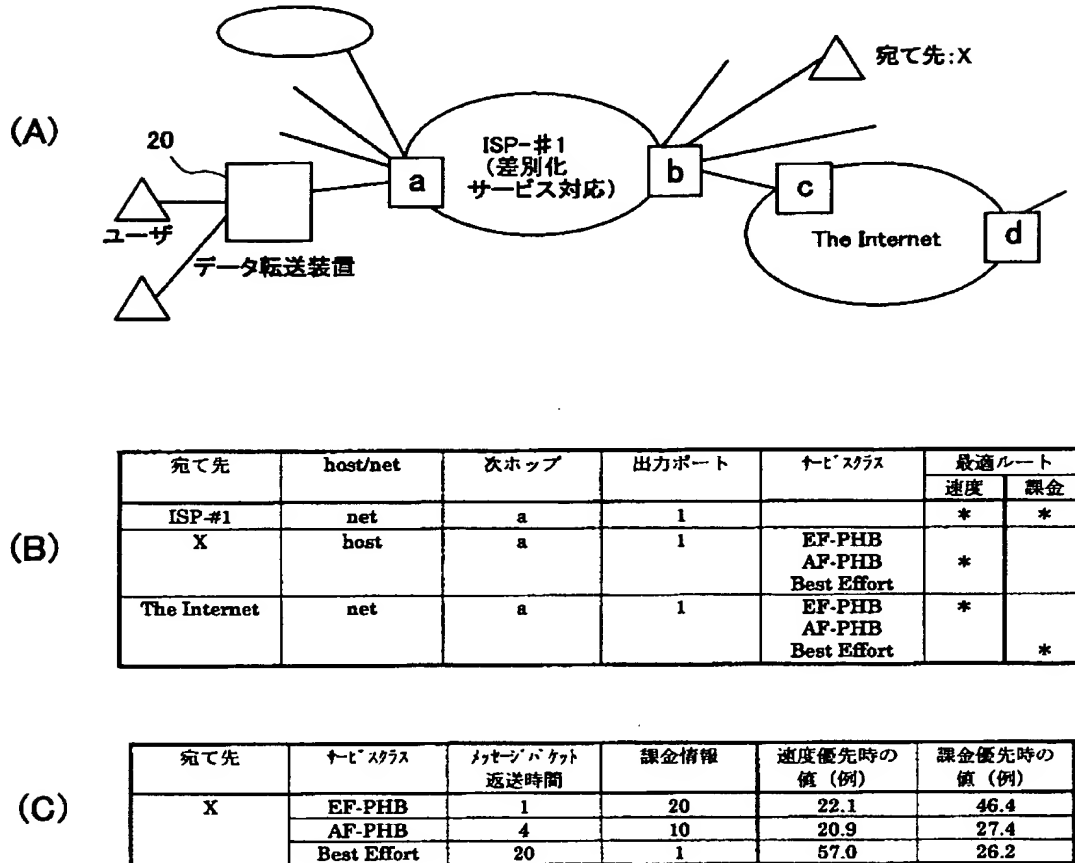 (A)
宛て先:X
20
ISP-#1
(差別化
サービス対応)
a
b
c
d
ユーザ
データ転送装置
The Internet
(B)
宛て先 host/net 次ホップ 出力ポート サービスクラス 最適ルート
速度 課金
ISP-#1 net a 1 * *
X host a 1 EF-PHB
AF-PHB *
Best Effort
The Internet net a 1 EF-PHB *
AF-PHB
Best Effort *
(C)
宛て先 サービスクラス メッセージパケット 課金情報 速度優先時の 課金優先時の
返送時間 値(例) 値(例)
X EF-PHB 1 20 22.1 46.4
AF-PHB 4 10 20.9 27.4
Best Effort 20 1 57.0 26.2